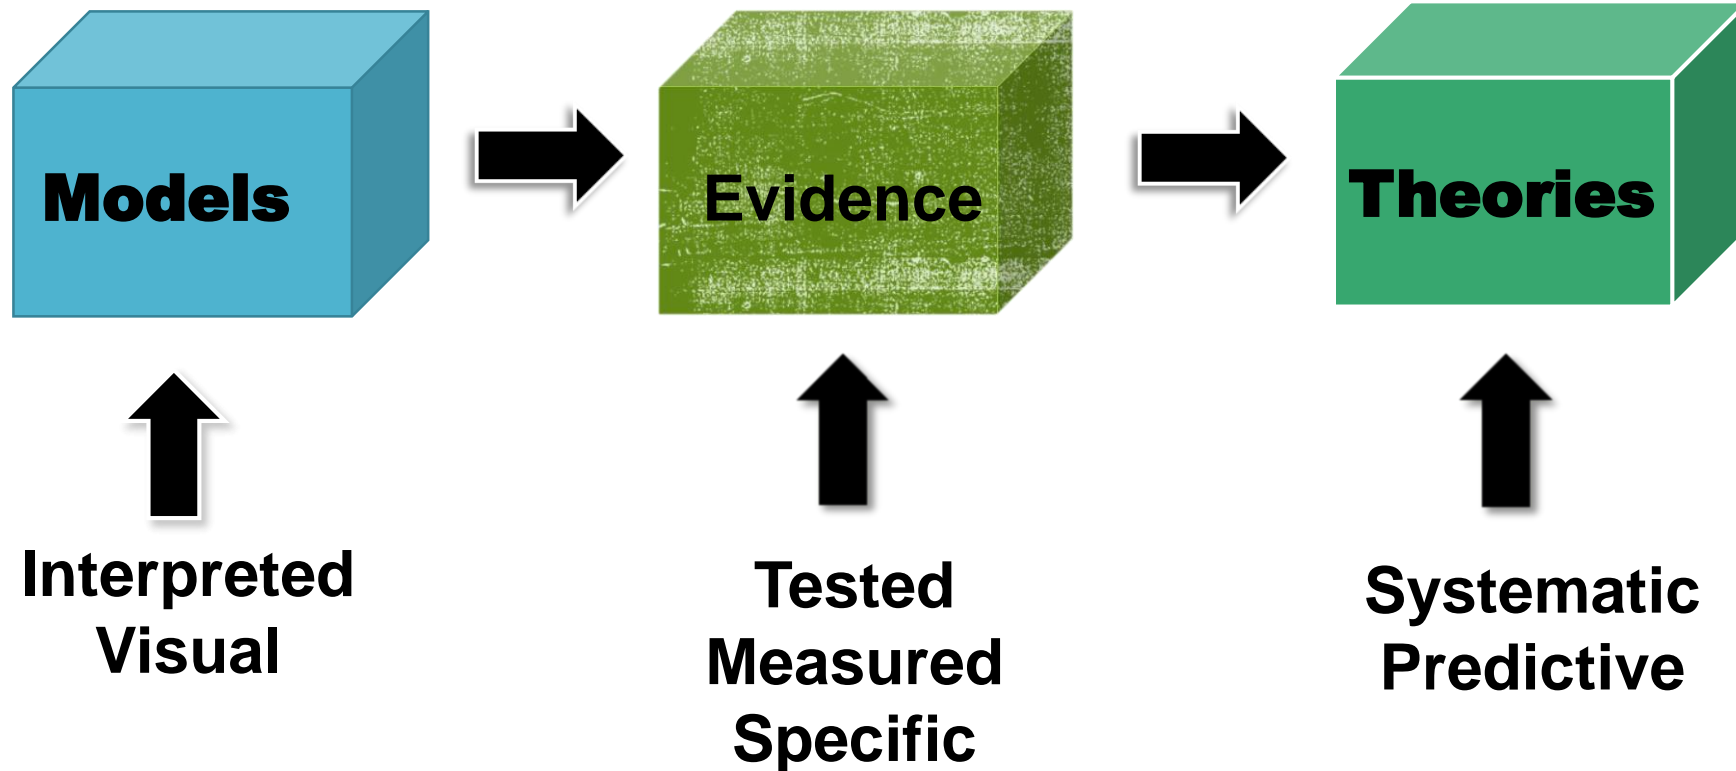 Models
Evidence
Theories
Interpreted
Visual
Tested
Measured
Specific
Systematic
Predictive